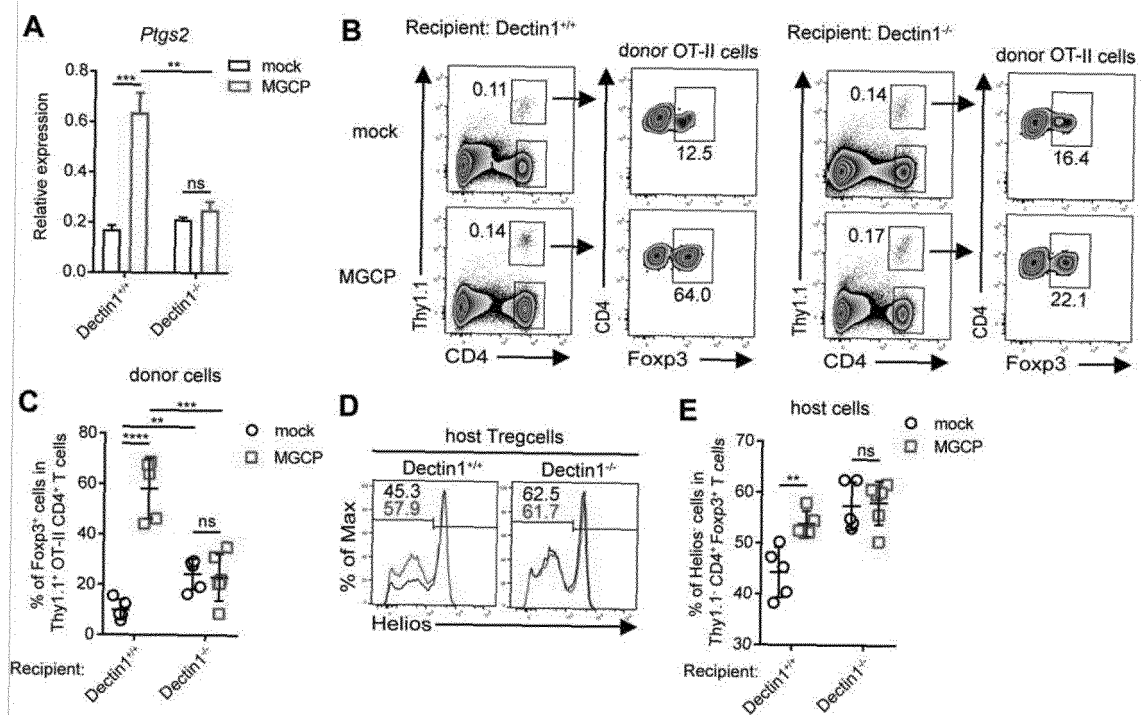 A
Ptgs2
mock
MGCP
***
**
ns
Relative expression
0.8
0.6
0.4
0.2
0.0
Dectin1+/+
Dectin1-/-
B
Recipient: Dectin1+/+
Recipient: Dectin1-/-
donor OT-II cells
donor OT-II cells
mock
0.11
12.5
0.14
16.4
MGCP
0.14
64.0
0.17
22.1
Thy1.1
CD4
Thy1.1
CD4
CD4
Foxp3
CD4
Foxp3
C
donor cells
mock
MGCP
***
**
****
ns
% of Foxp3+ cells in
Thy1.1+ OT-II CD4+ T cells
80
60
40
20
0
Recipient:
Dectin1+/+
Dectin1-/-
D
host Tregcells
Dectin1+/+
Dectin1-/-
45.3
57.9
62.5
61.7
% of Max
Helios
E
host cells
mock
MGCP
**
ns
% of Helios- cells in
Thy1.1- CD4+ Foxp3+ T cells
70
60
50
40
30
Recipient:
Dectin1+/+
Dectin1-/-